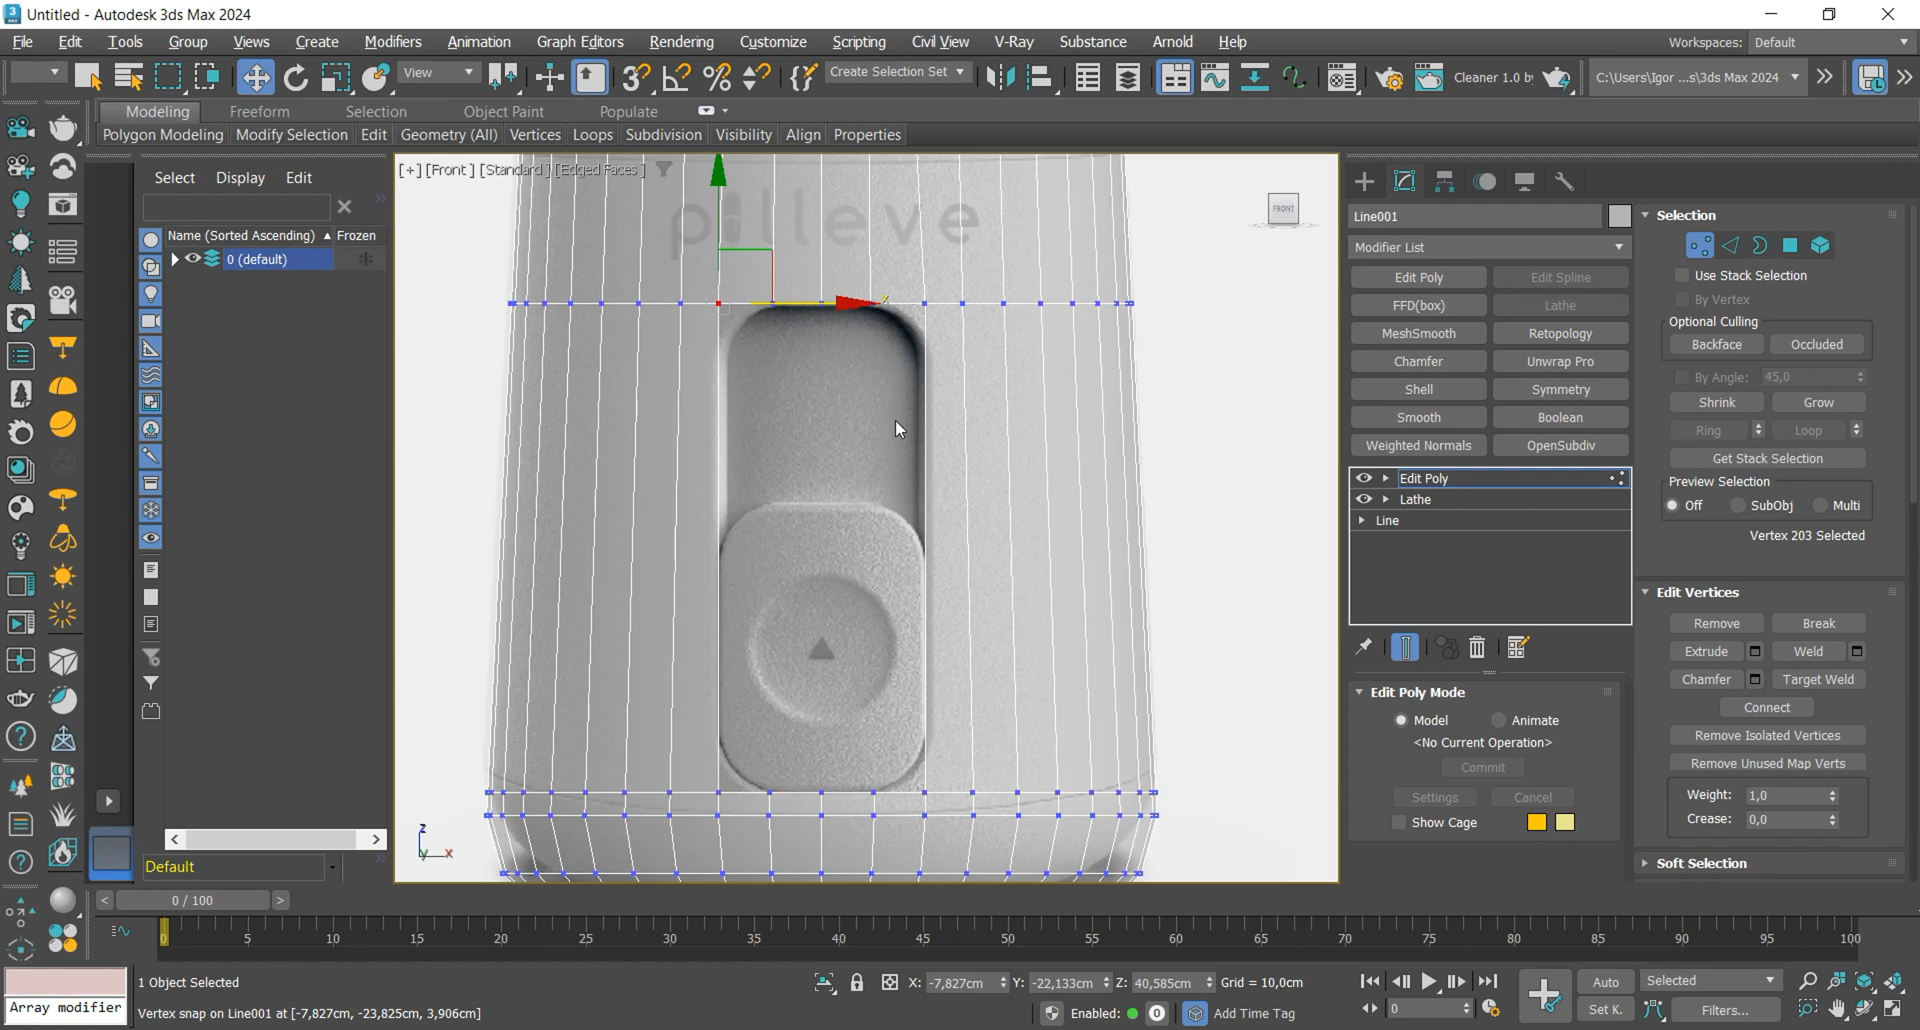 Untitled - Autodesk 3ds Max 2024
File Edit Tools Group Views Create Modifiers Animation Graph Editors Rendering Customize Scripting Civil View V-Ray Substance Arnold Help
Workspaces: Default
View
Create Selection Set
Cleaner 1.0 by
C:\Users\Igor ...s\3ds Max 2024
Modeling Freeform Selection Object Paint Populate
Polygon Modeling Modify Selection Edit Geometry (All) Vertices Loops Subdivision Visibility Align Properties
Select Display Edit
Name (Sorted Ascending) Frozen
0 (default)
[+] [Front ] [Standard ] [Edged Faces ]
pilleve
FRONT
x
z
y x
Line001
Modifier List
Edit Poly Edit Spline
FFD(box) Lathe
MeshSmooth Retopology
Chamfer Unwrap Pro
Shell Symmetry
Smooth Boolean
Weighted Normals OpenSubdiv
Edit Poly
Lathe
Line
Edit Poly Mode
Model Animate
<No Current Operation>
Commit
Settings Cancel
Show Cage
Selection
Use Stack Selection
By Vertex
Optional Culling
Backface Occluded
By Angle: 45,0
Shrink Grow
Ring Loop
Get Stack Selection
Preview Selection
Off SubObj Multi
Vertex 203 Selected
Edit Vertices
Remove Break
Extrude Weld
Chamfer Target Weld
Connect
Remove Isolated Vertices
Remove Unused Map Verts
Weight: 1,0
Crease: 0,0
Soft Selection
Default
< 0 / 100 >
0 5 10 15 20 25 30 35 40 45 50 55 60 65 70 75 80 85 90 95 100
1 Object Selected
X: -7,827cm Y: -22,133cm Z: 40,585cm Grid = 10,0cm
Auto Selected
Array modifier
Vertex snap on Line001 at [-7,827cm, -23,825cm, 3,906cm]
Enabled: 0 Add Time Tag
0
Set K. Filters...